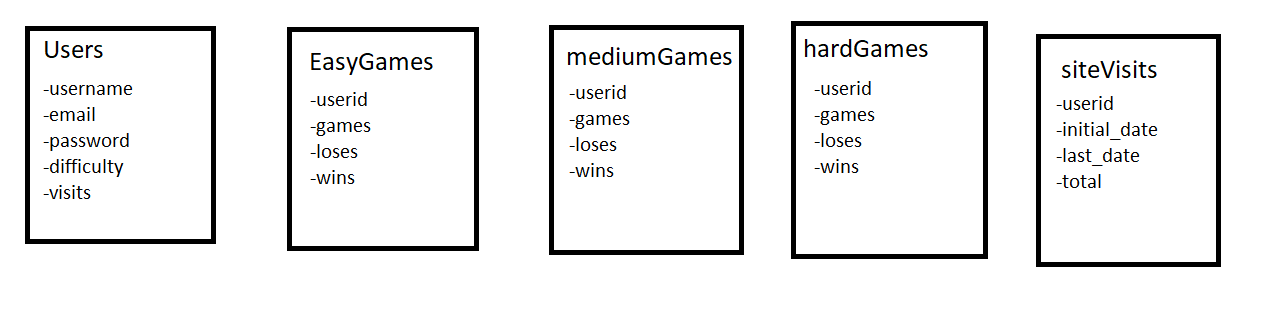 Users
-username
-email
-password
-difficulty
-visits
EasyGames
-userid
-games
-loses
-wins
mediumGames
-userid
-games
-loses
-wins
hardGames
-userid
-games
-loses
-wins
siteVisits
-userid
-initial_date
-last_date
-total